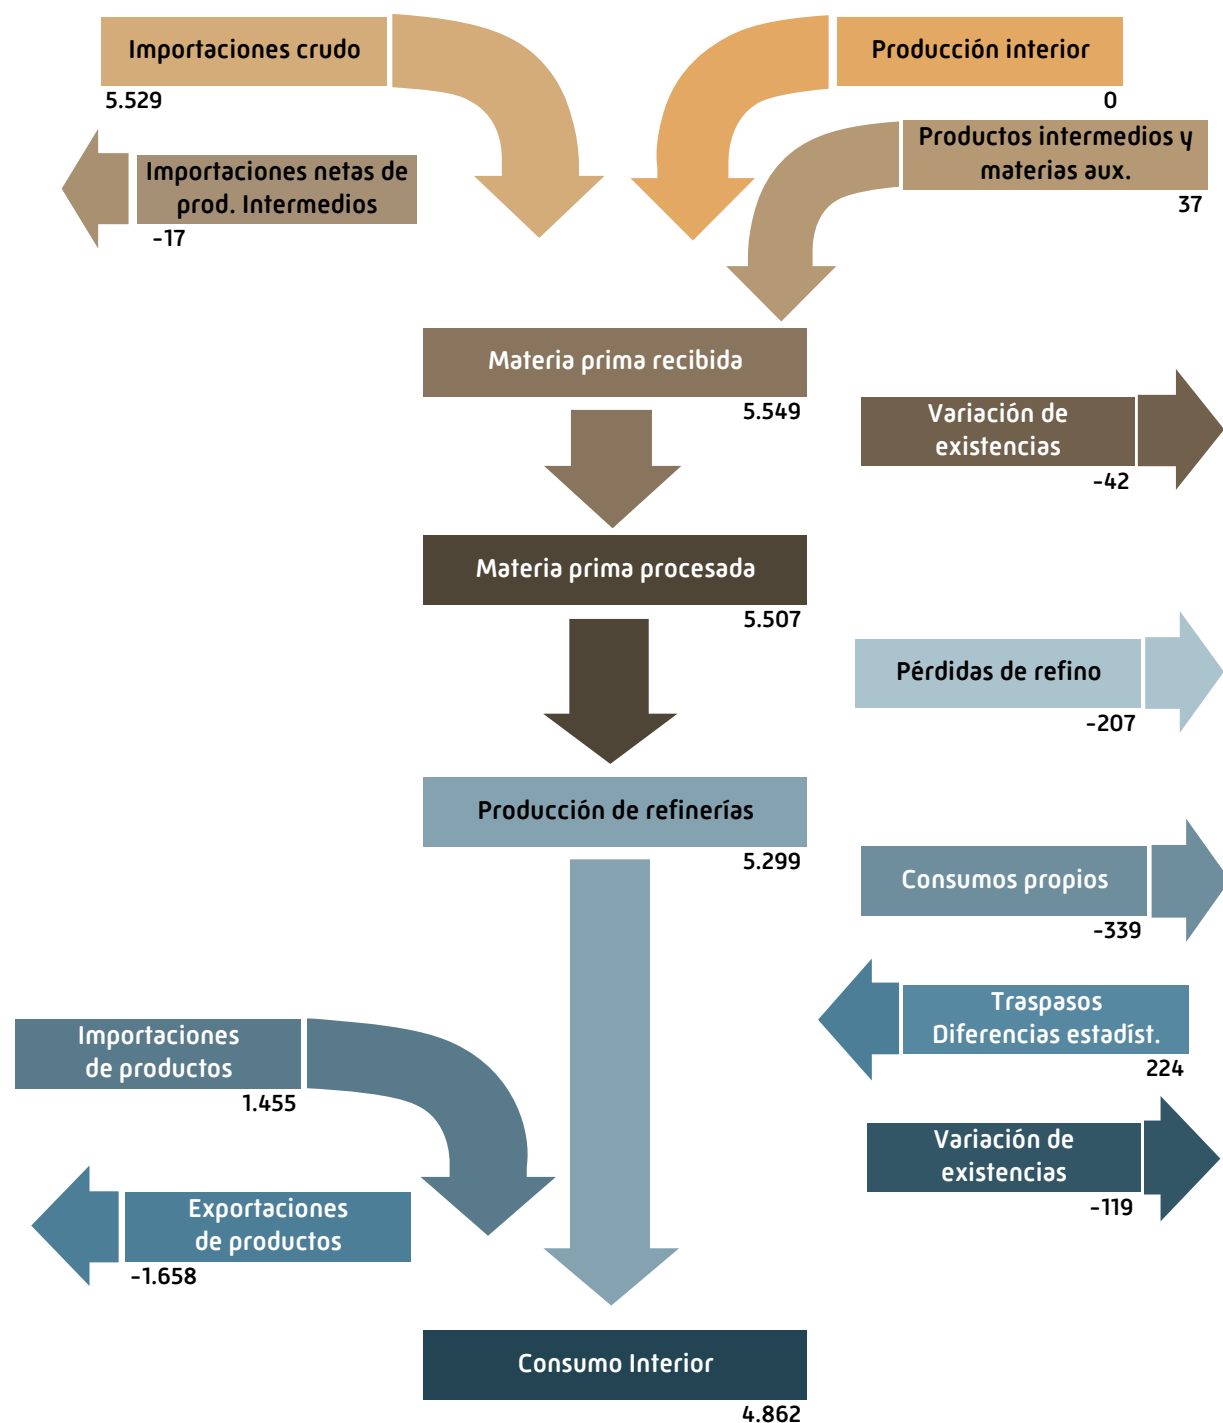 Importaciones crudo
5.529
Producción interior
0
Importaciones netas de
prod. Intermedios
-17
Productos intermedios y
materias aux.
37
Materia prima recibida
5.549
Variación de
existencias
-42
Materia prima procesada
5.507
Pérdidas de refino
-207
Producción de refinerías
5.299
Consumos propios
-339
Traspasos
Diferencias estadíst.
224
Importaciones
de productos
1.455
Variación de
existencias
-119
Exportaciones
de productos
-1.658
Consumo Interior
4.862